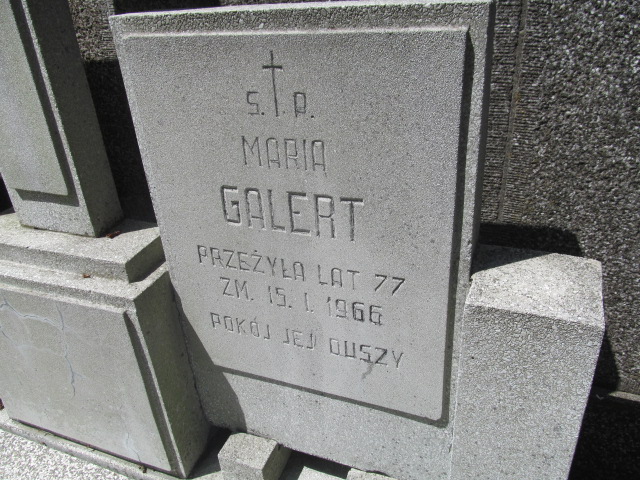 S. † P.
MARIA
GALERT
PRZEŻYŁA LAT 77
ZM. 15. I. 1966
POKÓJ JEJ DUSZY